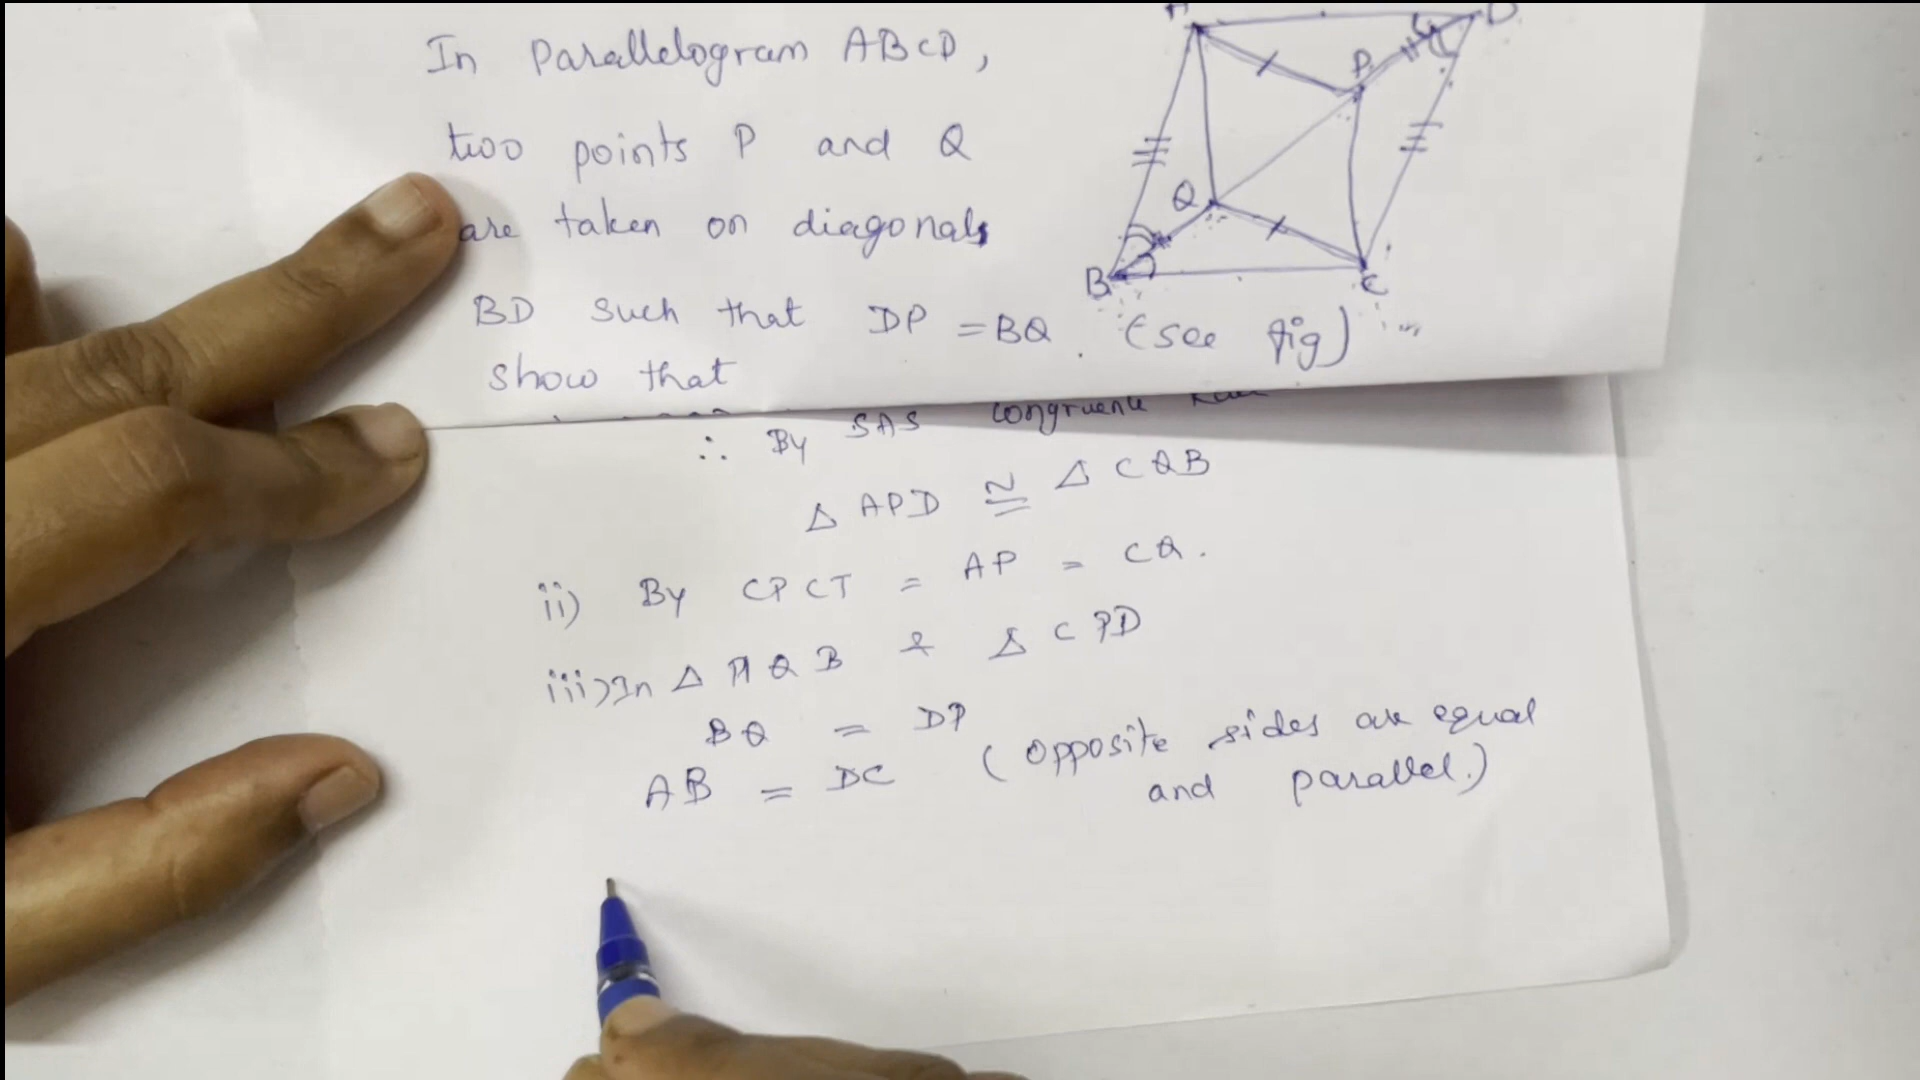 In Parallelogram ABCD,
two points P and Q
are taken on diagonals
BD such that DP = BQ. (see fig)
show that
A
D
P
Q
B
C
∴ By SAS congruence
△ APD ≅ △ CQB
ii) By CPCT = AP = CQ.
iii) In △ AQB & △ CPD
BQ = DP
AB = DC (opposite sides are equal
and parallel.)